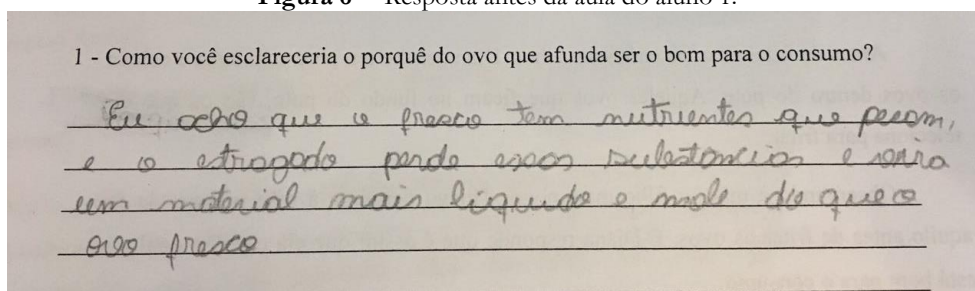 Figura 6 – Resposta antes da aula do aluno 1.
1 - Como você esclareceria o porquê do ovo que afunda ser o bom para o consumo?
Eu acho que o fresco tem nutrientes que pesam,
e o estragado perde essas substâncias e
um material mais líquido e mole do que o
ovo fresco